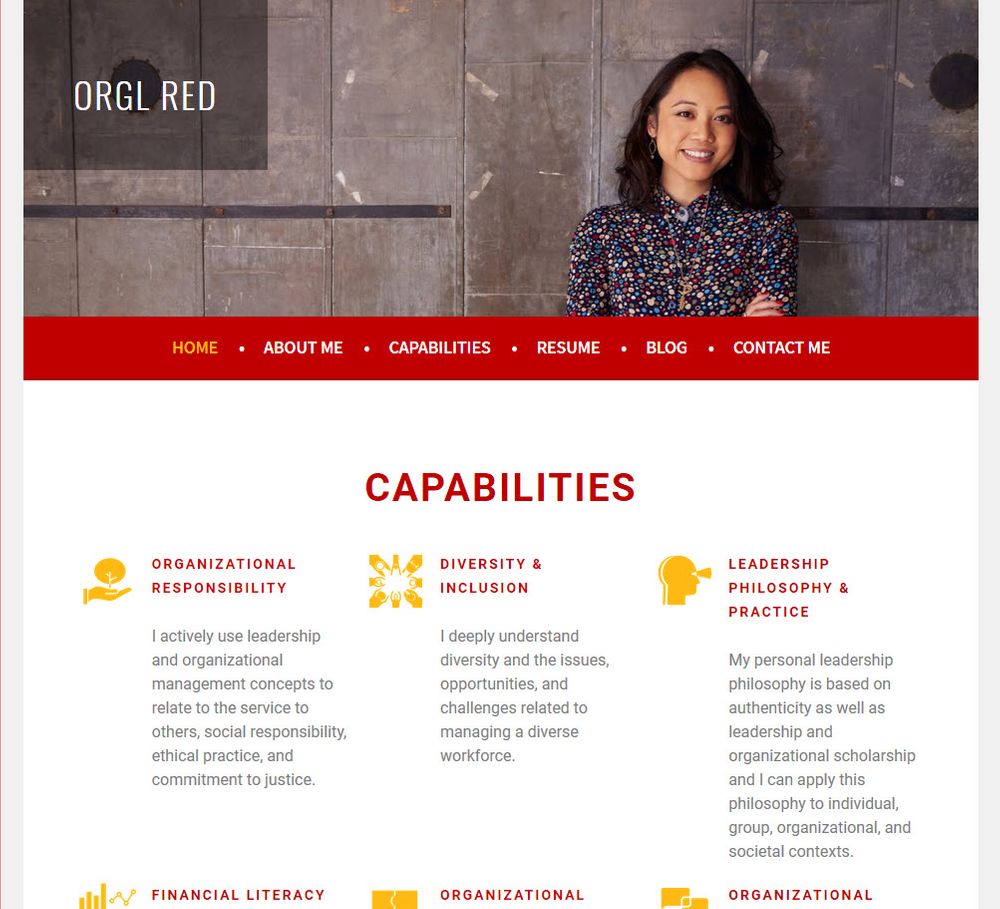 ORGL RED
HOME • ABOUT ME • CAPABILITIES • RESUME • BLOG • CONTACT ME
CAPABILITIES
ORGANIZATIONAL
RESPONSIBILITY
I actively use leadership
and organizational
management concepts to
relate to the service to
others, social responsibility,
ethical practice, and
commitment to justice.
DIVERSITY &
INCLUSION
I deeply understand
diversity and the issues,
opportunities, and
challenges related to
managing a diverse
workforce.
LEADERSHIP
PHILOSOPHY &
PRACTICE
My personal leadership
philosophy is based on
authenticity as well as
leadership and
organizational scholarship
and I can apply this
philosophy to individual,
group, organizational, and
societal contexts.
FINANCIAL LITERACY
ORGANIZATIONAL
ORGANIZATIONAL